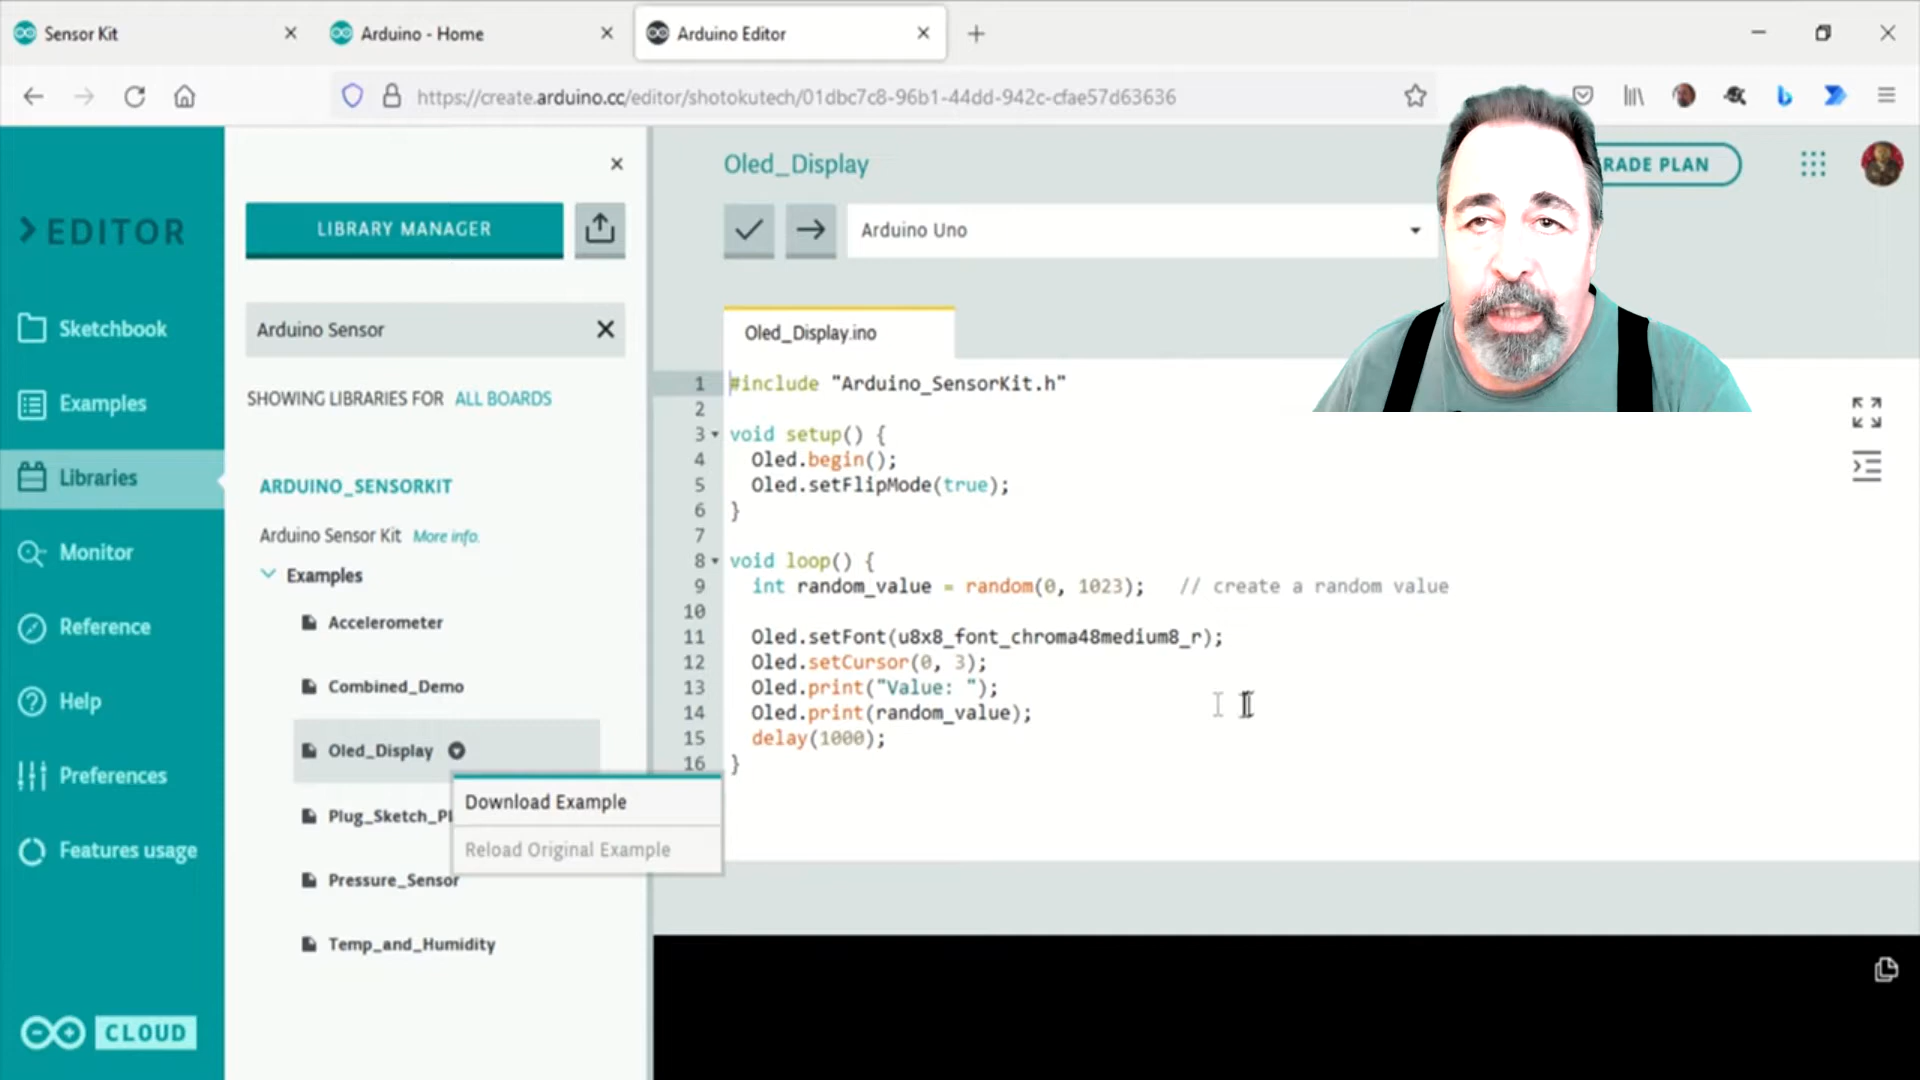 Sensor Kit
Arduino - Home
Arduino Editor
https://create.arduino.cc/editor/shotokutech/01dbc7c8-96b1-44dd-942c-cfae57d63636
EDITOR
Sketchbook
Examples
Libraries
Monitor
Reference
Help
Preferences
Features usage
CLOUD
LIBRARY MANAGER
Arduino Sensor
SHOWING LIBRARIES FOR ALL BOARDS
ARDUINO_SENSORKIT
Arduino Sensor Kit More info.
Examples
Accelerometer
Combined_Demo
Oled_Display
Plug_Sketch_Pl
Pressure_Sensor
Temp_and_Humidity
Download Example
Reload Original Example
Oled_Display
RADE PLAN
Arduino Uno
Oled_Display.ino
1 #include "Arduino_SensorKit.h"
2
3 void setup() {
4 Oled.begin();
5 Oled.setFlipMode(true);
6 }
7
8 void loop() {
9 int random_value = random(0, 1023); // create a random value
10
11 Oled.setFont(u8x8_font_chroma48medium8_r);
12 Oled.setCursor(0, 3);
13 Oled.print("Value: ");
14 Oled.print(random_value);
15 delay(1000);
16 }